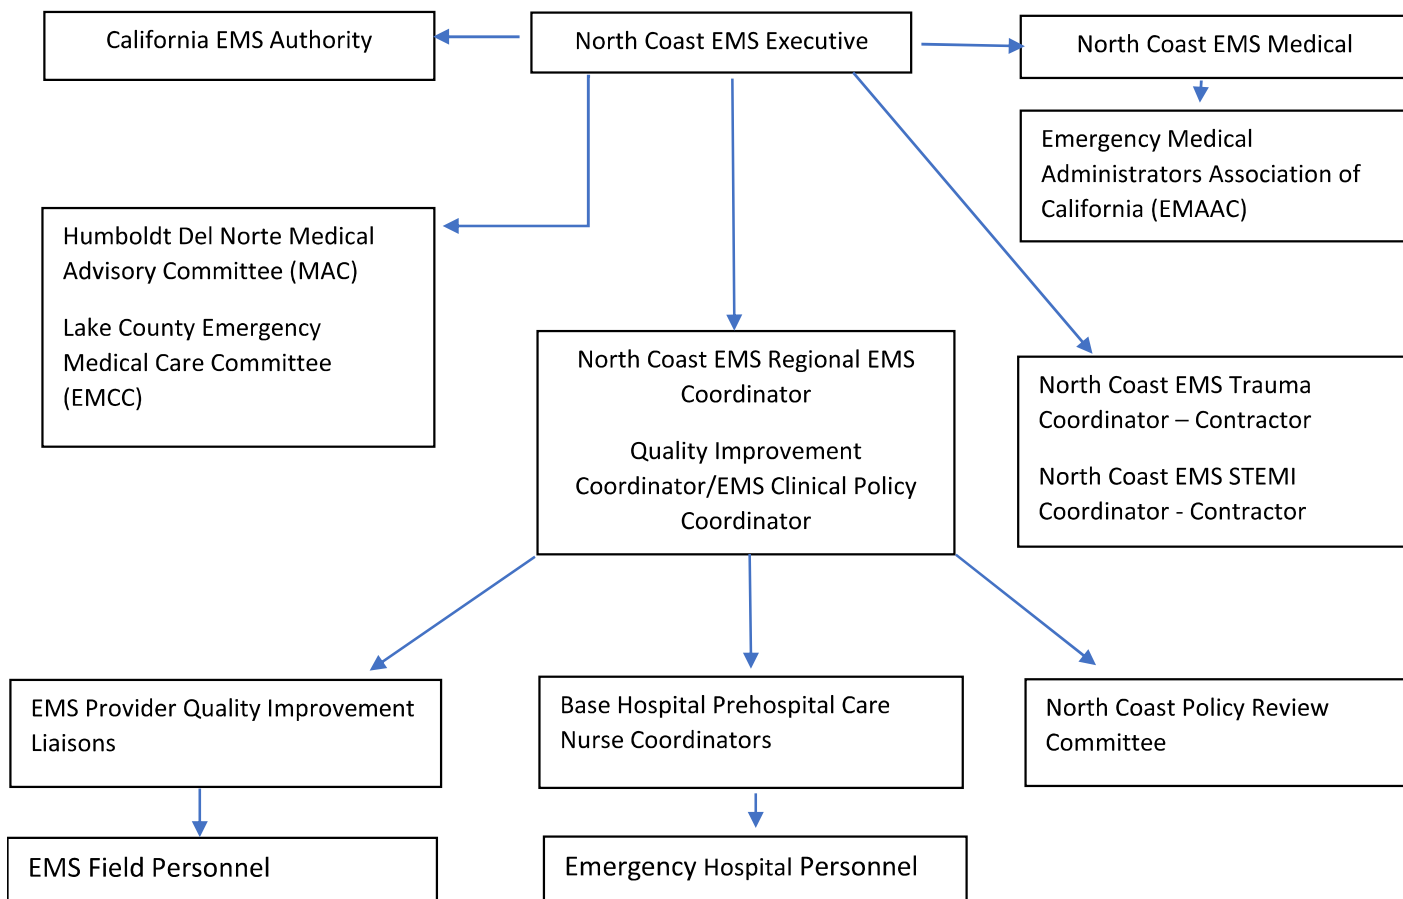 California EMS Authority
North Coast EMS Executive
North Coast EMS Medical
Emergency Medical
Administrators Association of
California (EMAAC)
Humboldt Del Norte Medical
Advisory Committee (MAC)
Lake County Emergency
Medical Care Committee
(EMCC)
North Coast EMS Regional EMS
Coordinator
Quality Improvement
Coordinator/EMS Clinical Policy
Coordinator
North Coast EMS Trauma
Coordinator – Contractor
North Coast EMS STEMI
Coordinator - Contractor
EMS Provider Quality Improvement
Liaisons
Base Hospital Prehospital Care
Nurse Coordinators
North Coast Policy Review
Committee
EMS Field Personnel
Emergency Hospital Personnel